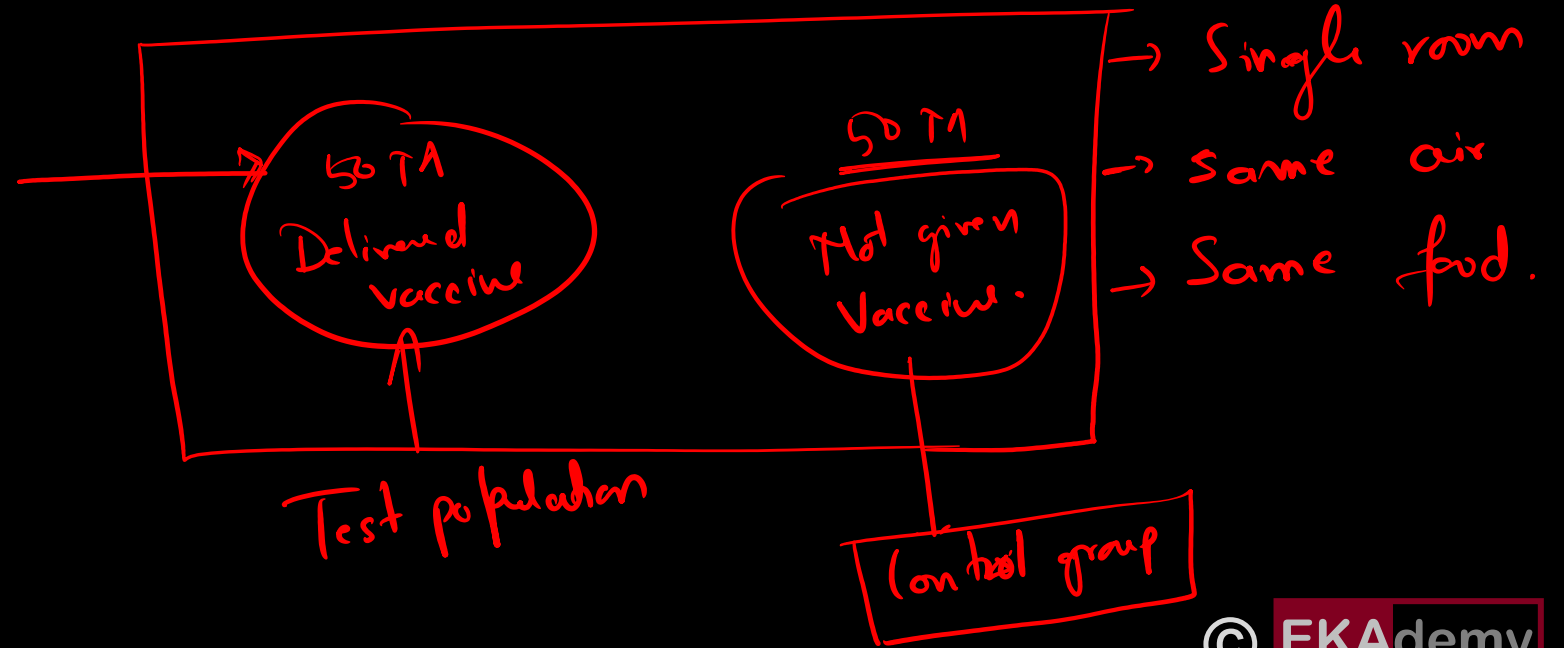 50 TA
Delivered
vaccine
50 TA
Not given
Vaccine.
→ Single room
→ Same air
→ Same food.
Test population
Control group
© EKAdemy